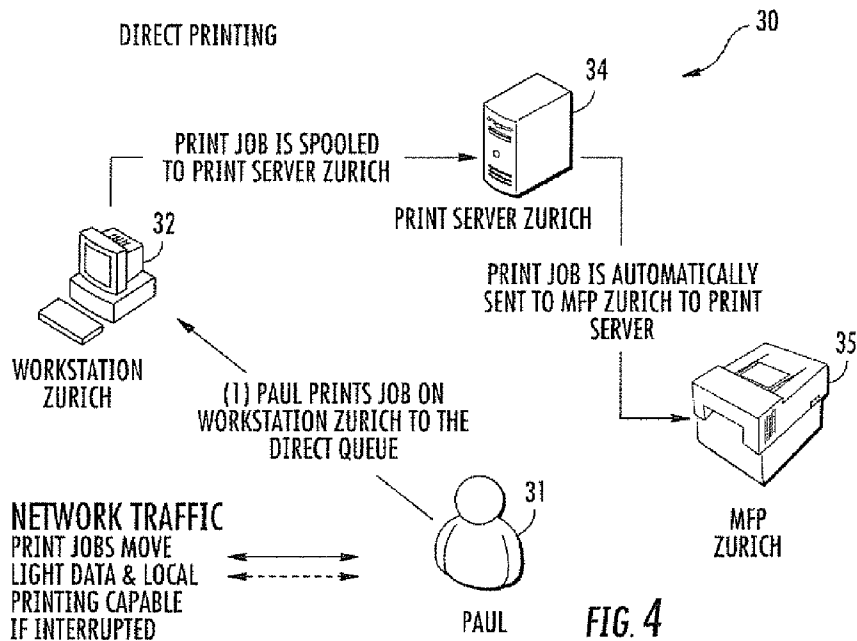 DIRECT PRINTING
30
34
PRINT JOB IS SPOOLED
TO PRINT SERVER ZURICH
PRINT SERVER ZURICH
32
WORKSTATION
ZURICH
PRINT JOB IS AUTOMATICALLY
SENT TO MFP ZURICH TO PRINT
SERVER
35
(1) PAUL PRINTS JOB ON
WORKSTATION ZURICH TO THE
DIRECT QUEUE
MFP
ZURICH
31
PAUL
NETWORK TRAFFIC
PRINT JOBS MOVE
LIGHT DATA & LOCAL
PRINTING CAPABLE
IF INTERRUPTED
FIG. 4